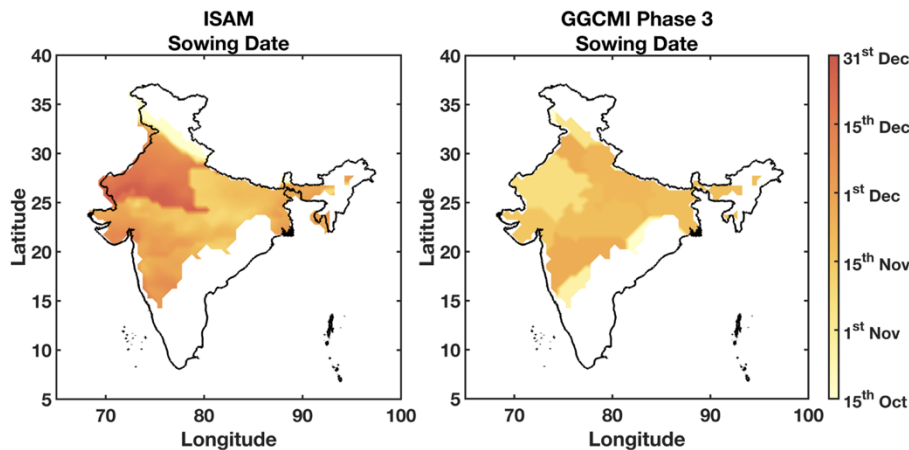 ISAM
Sowing Date
GGCMI Phase 3
Sowing Date
40
35
30
25
20
15
10
5
Latitude
70
80
90
100
Longitude
40
35
30
25
20
15
10
5
Latitude
70
80
90
100
Longitude
31st Dec
15th Dec
1st Dec
15th Nov
1st Nov
15th Oct